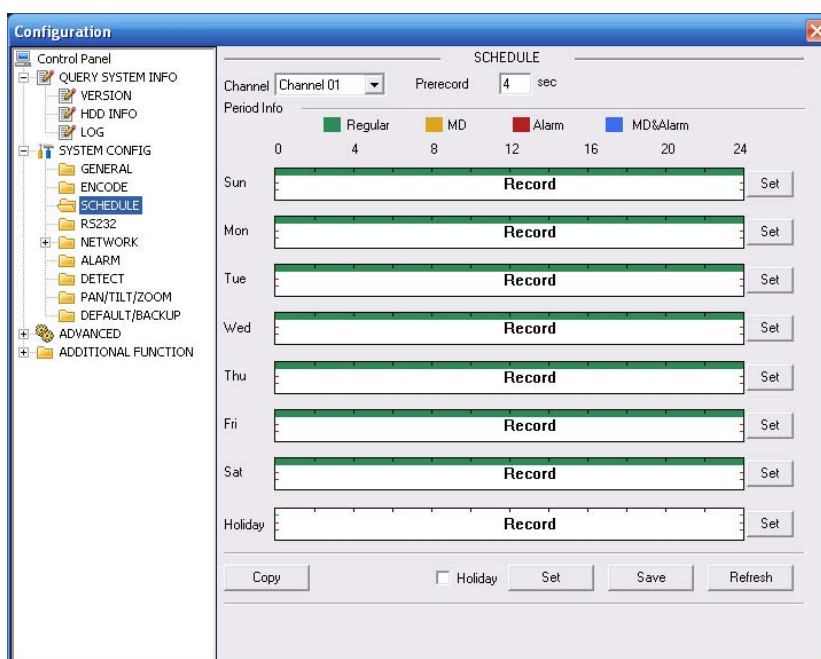 Configuration
Control Panel
QUERY SYSTEM INFO
VERSION
HDD INFO
LOG
SYSTEM CONFIG
GENERAL
ENCODE
SCHEDULE
RS232
NETWORK
ALARM
DETECT
PAN/TILT/ZOOM
DEFAULT/BACKUP
ADVANCED
ADDITIONAL FUNCTION
SCHEDULE
Channel Channel 01 Prerecord 4 sec
Period Info
Regular MD Alarm MD&Alarm
0 4 8 12 16 20 24
Sun Record Set
Mon Record Set
Tue Record Set
Wed Record Set
Thu Record Set
Fri Record Set
Sat Record Set
Holiday Record Set
Copy Holiday Set Save Refresh